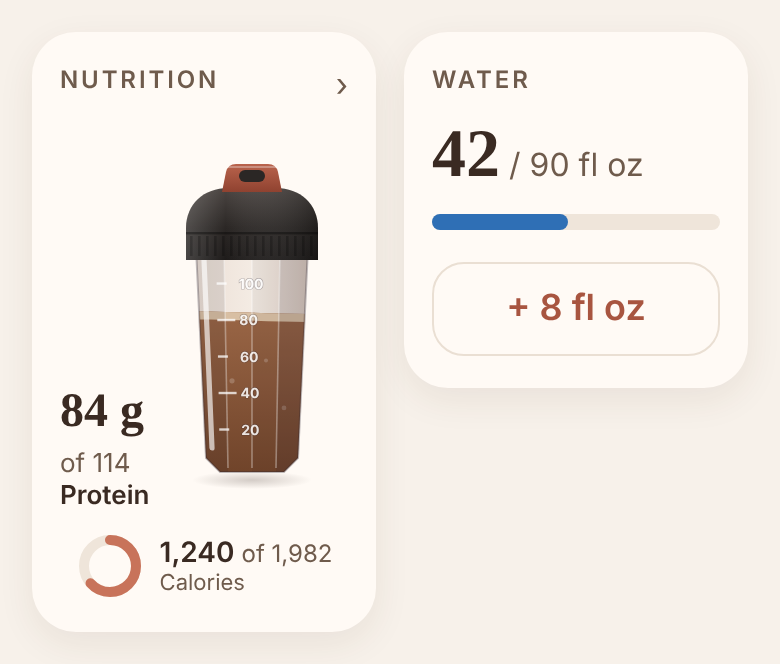 NUTRITION ›
100
80
60
40
20
84 g
of 114
Protein
1,240 of 1,982
Calories
WATER
42 / 90 fl oz
+ 8 fl oz